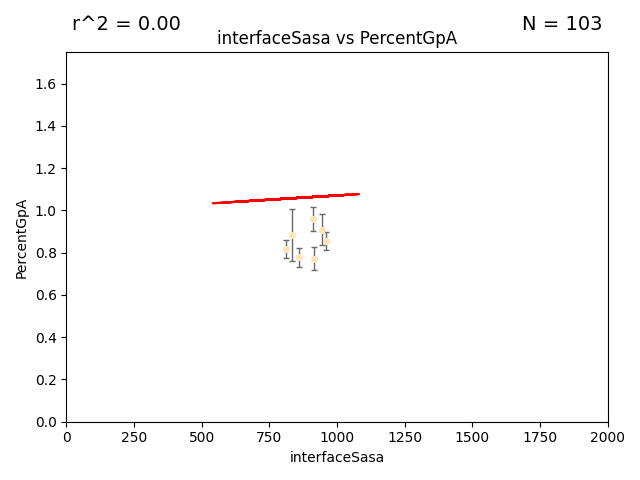 r^2 = 0.00
N = 103
interfaceSasa vs PercentGpA
1.6
1.4
1.2
1.0
0.8
0.6
0.4
0.2
0.0
PercentGpA
0 250 500 750 1000 1250 1500 1750 2000
interfaceSasa